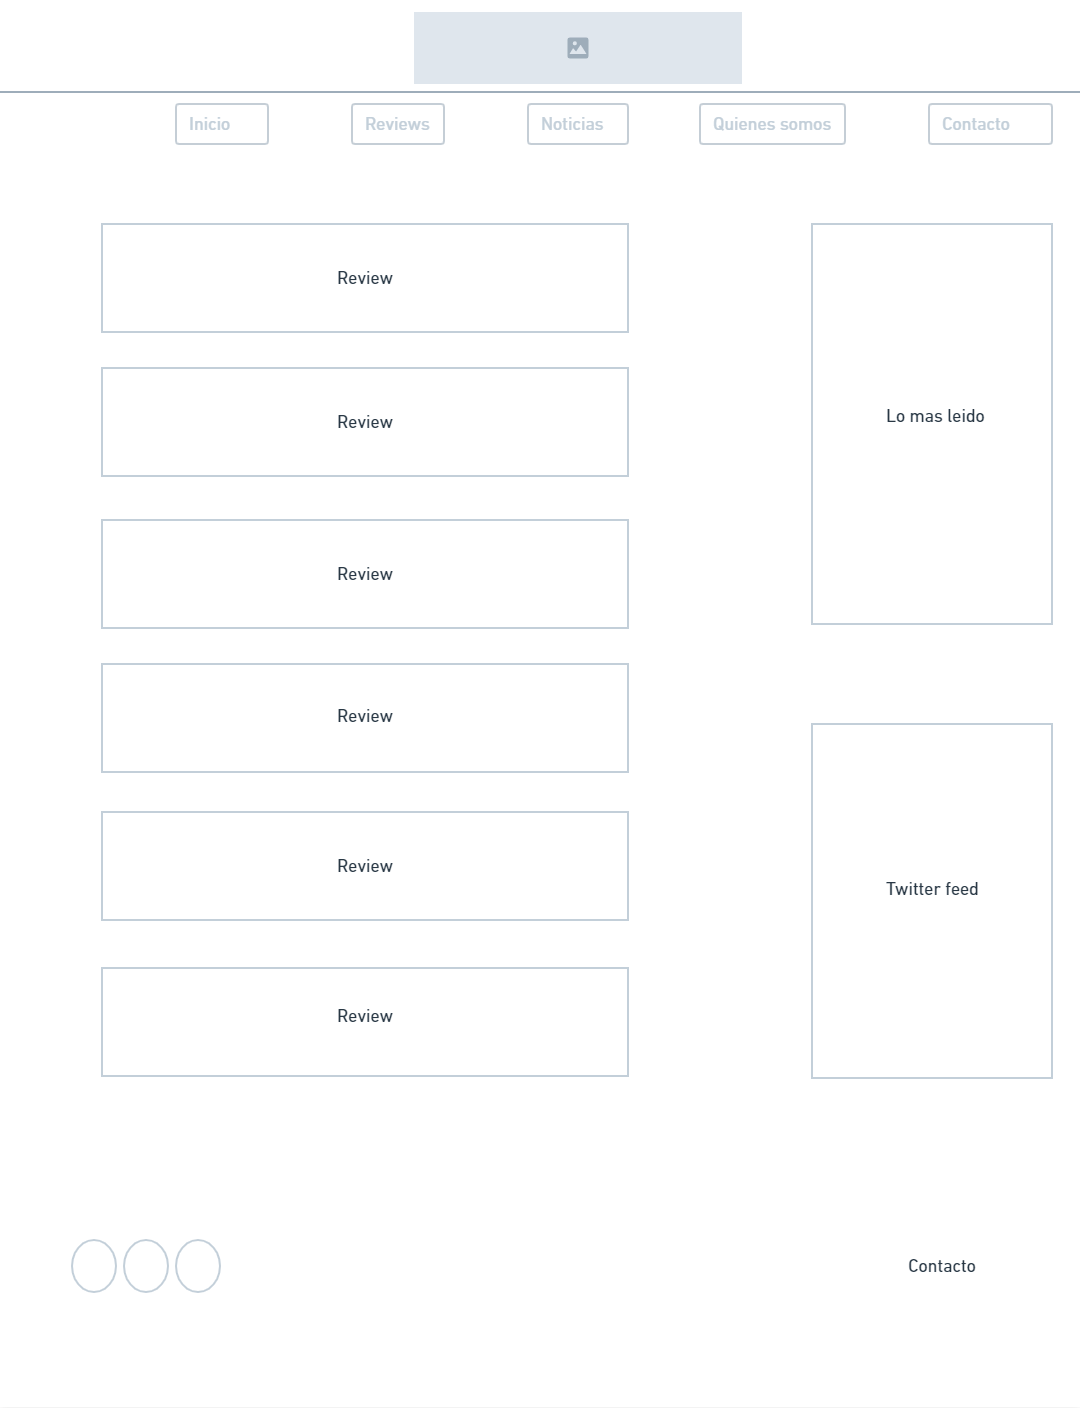 Inicio
Reviews
Noticias
Quienes somos
Contacto
Review
Review
Review
Review
Review
Review
Lo mas leido
Twitter feed
Contacto